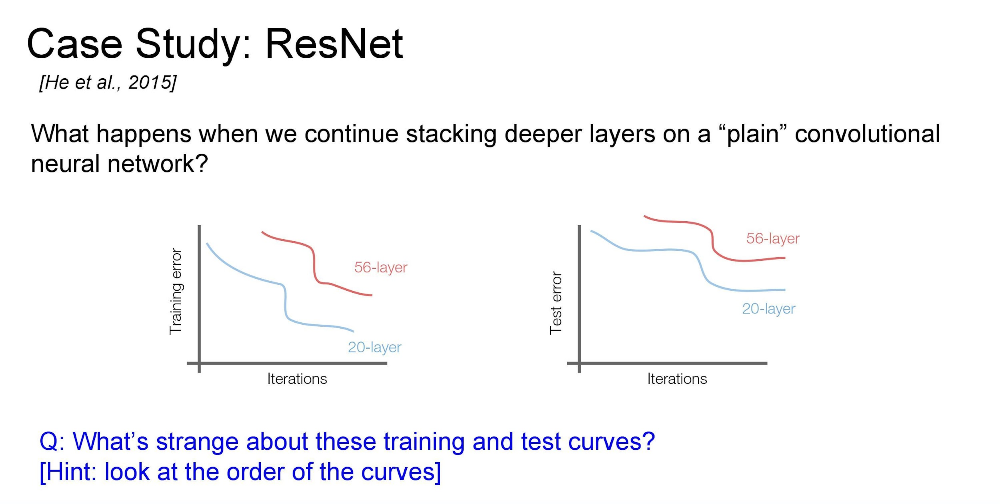 Case Study: ResNet
[He et al., 2015]
What happens when we continue stacking deeper layers on a “plain” convolutional
neural network?
Training error
56-layer
20-layer
Iterations
Test error
56-layer
20-layer
Iterations
Q: What’s strange about these training and test curves?
[Hint: look at the order of the curves]